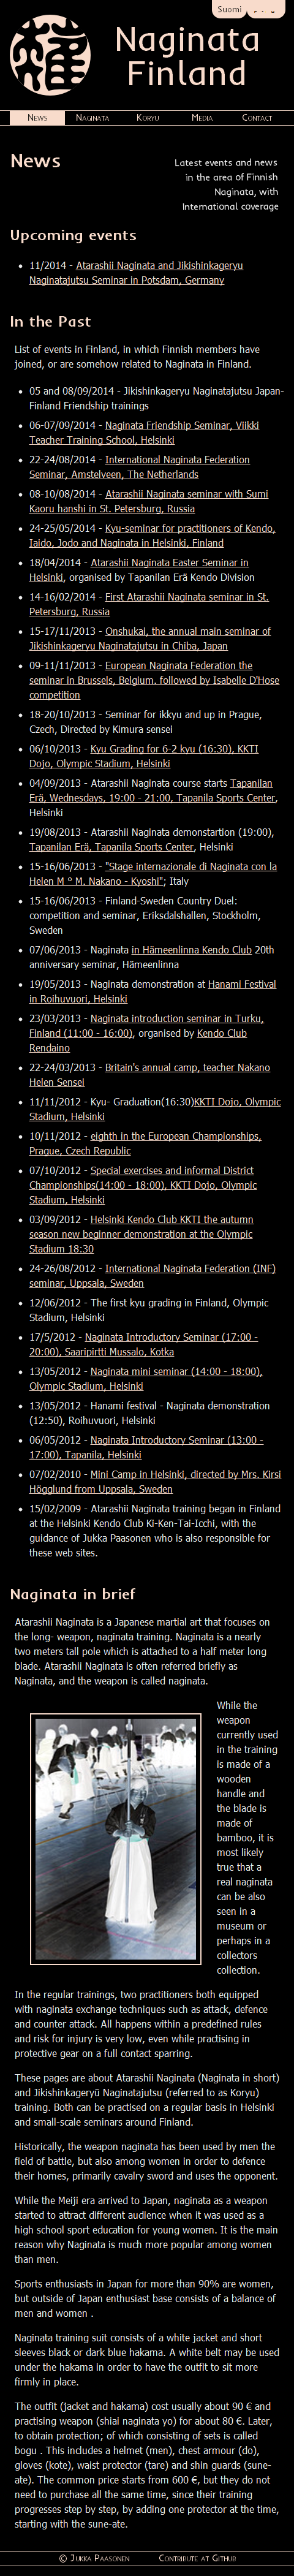 Suomi
Naginata
Finland
News
Naginata
Koryu
Media
Contact
News
Latest events and news
in the area of Finnish
Naginata, with
International coverage
Upcoming events
11/2014 - Atarashii Naginata and Jikishinkageryu
Naginatajutsu Seminar in Potsdam, Germany
In the Past
List of events in Finland, in which Finnish members have
joined, or are somehow related to Naginata in Finland.
05 and 08/09/2014 - Jikishinkageryu Naginatajutsu Japan-
Finland Friendship trainings
06-07/09/2014 - Naginata Friendship Seminar, Viikki
Teacher Training School, Helsinki
22-24/08/2014 - International Naginata Federation
Seminar, Amstelveen, The Netherlands
08-10/08/2014 - Atarashii Naginata seminar with Sumi
Kaoru hanshi in St. Petersburg, Russia
24-25/05/2014 - Kyu-seminar for practitioners of Kendo,
Iaido, Jodo and Naginata in Helsinki, Finland
18/04/2014 - Atarashii Naginata Easter Seminar in
Helsinki, organised by Tapanilan Erä Kendo Division
14-16/02/2014 - First Atarashii Naginata seminar in St.
Petersburg, Russia
15-17/11/2013 - Onshukai, the annual main seminar of
Jikishinkageryu Naginatajutsu in Chiba, Japan
09-11/11/2013 - European Naginata Federation the
seminar in Brussels, Belgium. followed by Isabelle D'Hose
competition
18-20/10/2013 - Seminar for ikkyu and up in Prague,
Czech, Directed by Kimura sensei
06/10/2013 - Kyu Grading for 6-2 kyu (16:30), KKTI
Dojo, Olympic Stadium, Helsinki
04/09/2013 - Atarashii Naginata course starts Tapanilan
Erä, Wednesdays, 19:00 - 21:00, Tapanila Sports Center,
Helsinki
19/08/2013 - Atarashii Naginata demonstartion (19:00),
Tapanilan Erä, Tapanila Sports Center, Helsinki
15-16/06/2013 - "Stage internazionale di Naginata con la
Helen M ° M. Nakano - Kyoshi"; Italy
15-16/06/2013 - Finland-Sweden Country Duel:
competition and seminar, Eriksdalshallen, Stockholm,
Sweden
07/06/2013 - Naginata in Hämeenlinna Kendo Club 20th
anniversary seminar, Hämeenlinna
19/05/2013 - Naginata demonstration at Hanami Festival
in Roihuvuori, Helsinki
23/03/2013 - Naginata introduction seminar in Turku,
Finland (11:00 - 16:00), organised by Kendo Club
Rendaino
22-24/03/2013 - Britain's annual camp, teacher Nakano
Helen Sensei
11/11/2012 - Kyu- Graduation(16:30)KKTI Dojo, Olympic
Stadium, Helsinki
10/11/2012 - eighth in the European Championships,
Prague, Czech Republic
07/10/2012 - Special exercises and informal District
Championships(14:00 - 18:00), KKTI Dojo, Olympic
Stadium, Helsinki
03/09/2012 - Helsinki Kendo Club KKTI the autumn
season new beginner demonstration at the Olympic
Stadium 18:30
24-26/08/2012 - International Naginata Federation (INF)
seminar, Uppsala, Sweden
12/06/2012 - The first kyu grading in Finland, Olympic
Stadium, Helsinki
17/5/2012 - Naginata Introductory Seminar (17:00 -
20:00), Saaripirtti Mussalo, Kotka
13/05/2012 - Naginata mini seminar (14:00 - 18:00),
Olympic Stadium, Helsinki
13/05/2012 - Hanami festival - Naginata demonstration
(12:50), Roihuvuori, Helsinki
06/05/2012 - Naginata Introductory Seminar (13:00 -
17:00), Tapanila, Helsinki
07/02/2010 - Mini Camp in Helsinki, directed by Mrs. Kirsi
Högglund from Uppsala, Sweden
15/02/2009 - Atarashii Naginata training began in Finland
at the Helsinki Kendo Club Ki-Ken-Tai-Icchi, with the
guidance of Jukka Paasonen who is also responsible for
these web sites.
Naginata in brief
Atarashii Naginata is a Japanese martial art that focuses on
the long- weapon, naginata training. Naginata is a nearly
two meters tall pole which is attached to a half meter long
blade. Atarashii Naginata is often referred briefly as
Naginata, and the weapon is called naginata.
While the
weapon
currently used
in the training
is made of a
wooden
handle and
the blade is
made of
bamboo, it is
most likely
true that a
real naginata
can be also
seen in a
museum or
perhaps in a
collectors
collection.
In the regular trainings, two practitioners both equipped
with naginata exchange techniques such as attack, defence
and counter attack. All happens within a predefined rules
and risk for injury is very low, even while practising in
protective gear on a full contact sparring.
These pages are about Atarashii Naginata (Naginata in short)
and Jikishinkageryū Naginatajutsu (referred to as Koryu)
training. Both can be practised on a regular basis in Helsinki
and small-scale seminars around Finland.
Historically, the weapon naginata has been used by men the
field of battle, but also among women in order to defence
their homes, primarily cavalry sword and uses the opponent.
While the Meiji era arrived to Japan, naginata as a weapon
started to attract different audience when it was used as a
high school sport education for young women. It is the main
reason why Naginata is much more popular among women
than men.
Sports enthusiasts in Japan for more than 90% are women,
but outside of Japan enthusiast base consists of a balance of
men and women .
Naginata training suit consists of a white jacket and short
sleeves black or dark blue hakama. A white belt may be used
under the hakama in order to have the outfit to sit more
firmly in place.
The outfit (jacket and hakama) cost usually about 90 € and
practising weapon (shiai naginata yo) for about 80 €. Later,
to obtain protection; of which consisting of sets is called
bogu . This includes a helmet (men), chest armour (do),
gloves (kote), waist protector (tare) and shin guards (sune-
ate). The common price starts from 600 €, but they do not
need to purchase all the same time, since their training
progresses step by step, by adding one protector at the time,
starting with the sune-ate.
© Jukka Paasonen
Contribute at Github